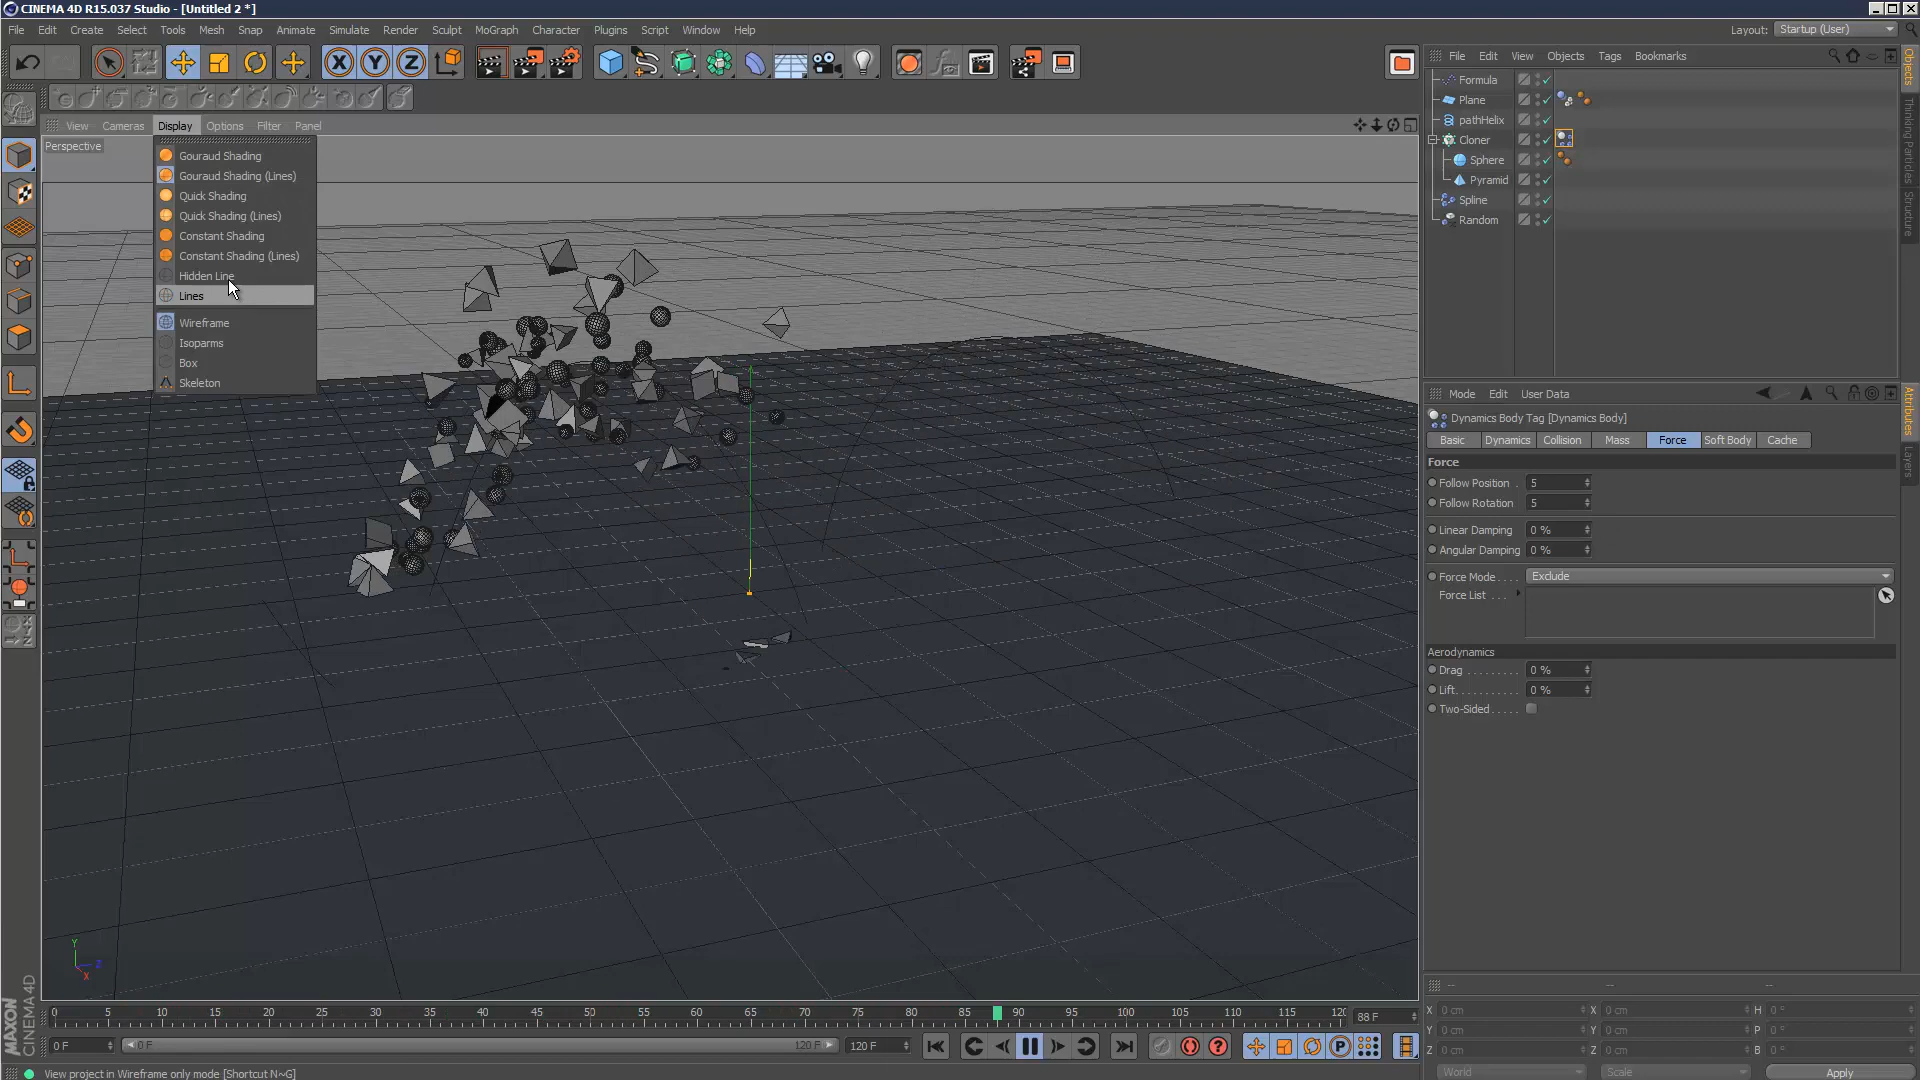 CINEMA 4D R15.037 Studio - [Untitled 2 *]
File Edit Create Select Tools Mesh Snap Animate Simulate Render Sculpt MoGraph Character Plugins Script Window Help
Layout: Startup (User)
File Edit View Objects Tags Bookmarks
View Cameras Display Options Filter Panel
Perspective
Gouraud Shading
Gouraud Shading (Lines)
Quick Shading
Quick Shading (Lines)
Constant Shading
Constant Shading (Lines)
Hidden Line
Lines
Wireframe
Isoparms
Box
Skeleton
Formula
Plane
pathHelix
Cloner
Sphere
Pyramid
Spline
Random
Objects
Thinking Particles
Structure
Mode Edit User Data
Dynamics Body Tag [Dynamics Body]
Basic Dynamics Collision Mass Force Soft Body Cache
Force
Follow Position . 5
Follow Rotation 5
Linear Damping 0 %
Angular Damping 0 %
Force Mode . . . . Exclude
Force List . . .
Aerodynamics
Drag . . . . . . . . 0 %
Lift . . . . . . . . . . 0 %
Two-Sided . . . . .
Attributes
Layers
Y
Z
X
MAXON
CINEMA 4D
0 5 10 15 20 25 30 35 40 45 50 55 60 65 70 75 80 85 90 95 100 105 110 115 120
88 F
0 F 0 F 120 F 120 F
-- -- --
X 0 cm X 0 cm H 0 °
Y 0 cm Y 0 cm P 0 °
Z 0 cm Z 0 cm B 0 °
World Scale Apply
View project in Wireframe only mode [Shortcut N~G]